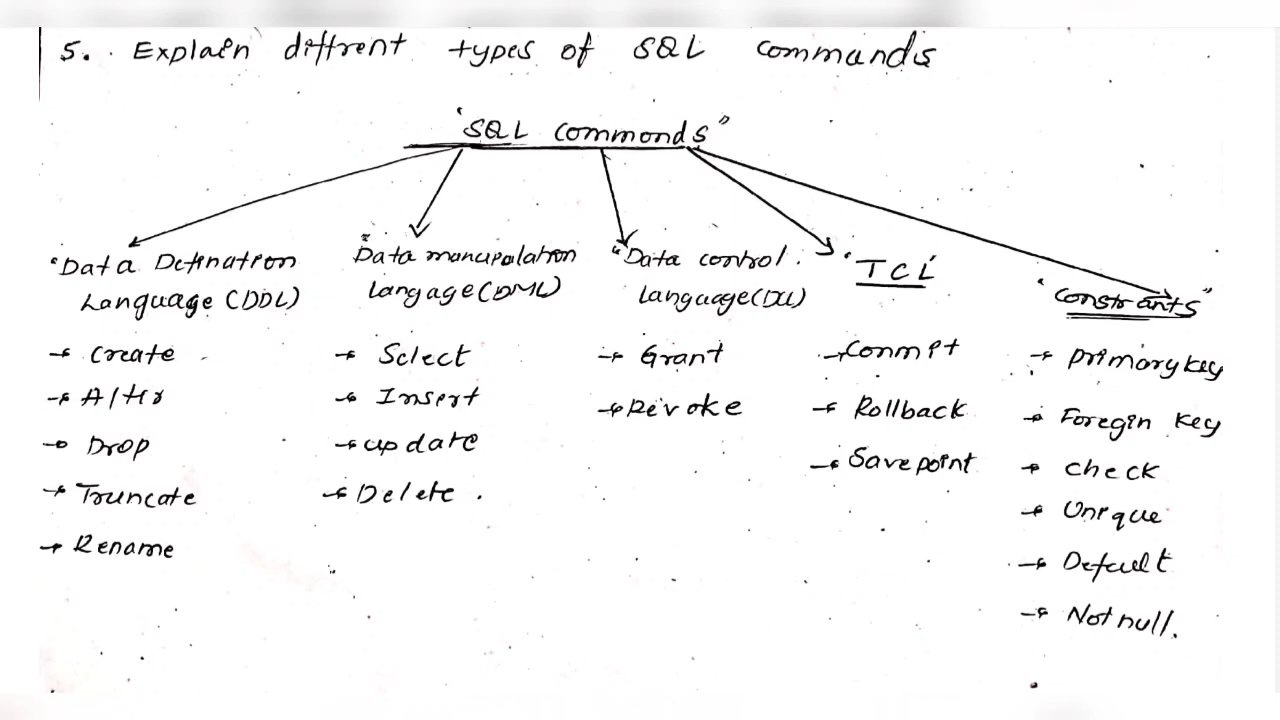 5. Explain diffrent types of SQL commands
"SQL commonds"
"Data Defination
Language (DDL)
→ Create
→ Alter
→ Drop
→ Truncate
→ Rename
"Data manupalation
langage (DML)
→ Select
→ Insert
→ update
→ Delete.
"Data control.
language (DCL)
→ Grant
→ Revoke
"TCL"
→ Commit
→ Rollback
→ Savepoint
"Constrants"
→ primary key
→ Foregin key
→ check
→ Unique
→ Default
→ Not null.